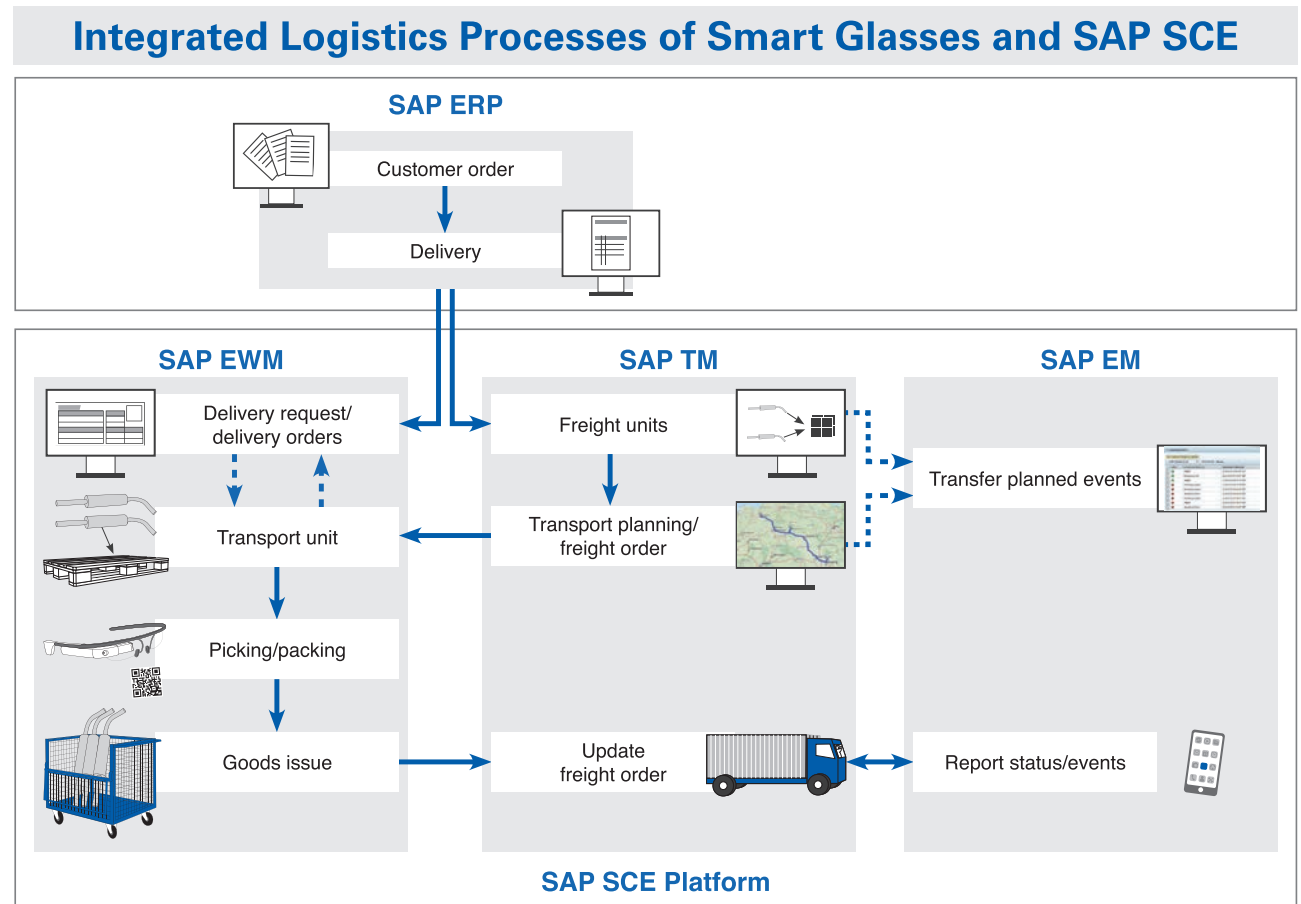 Integrated Logistics Processes of Smart Glasses and SAP SCE
SAP ERP
Customer order
Delivery
SAP EWM
Delivery request/
delivery orders
Transport unit
Picking/packing
Goods issue
SAP TM
Freight units
Transport planning/
freight order
Update
freight order
SAP EM
Transfer planned events
Report status/events
SAP SCE Platform